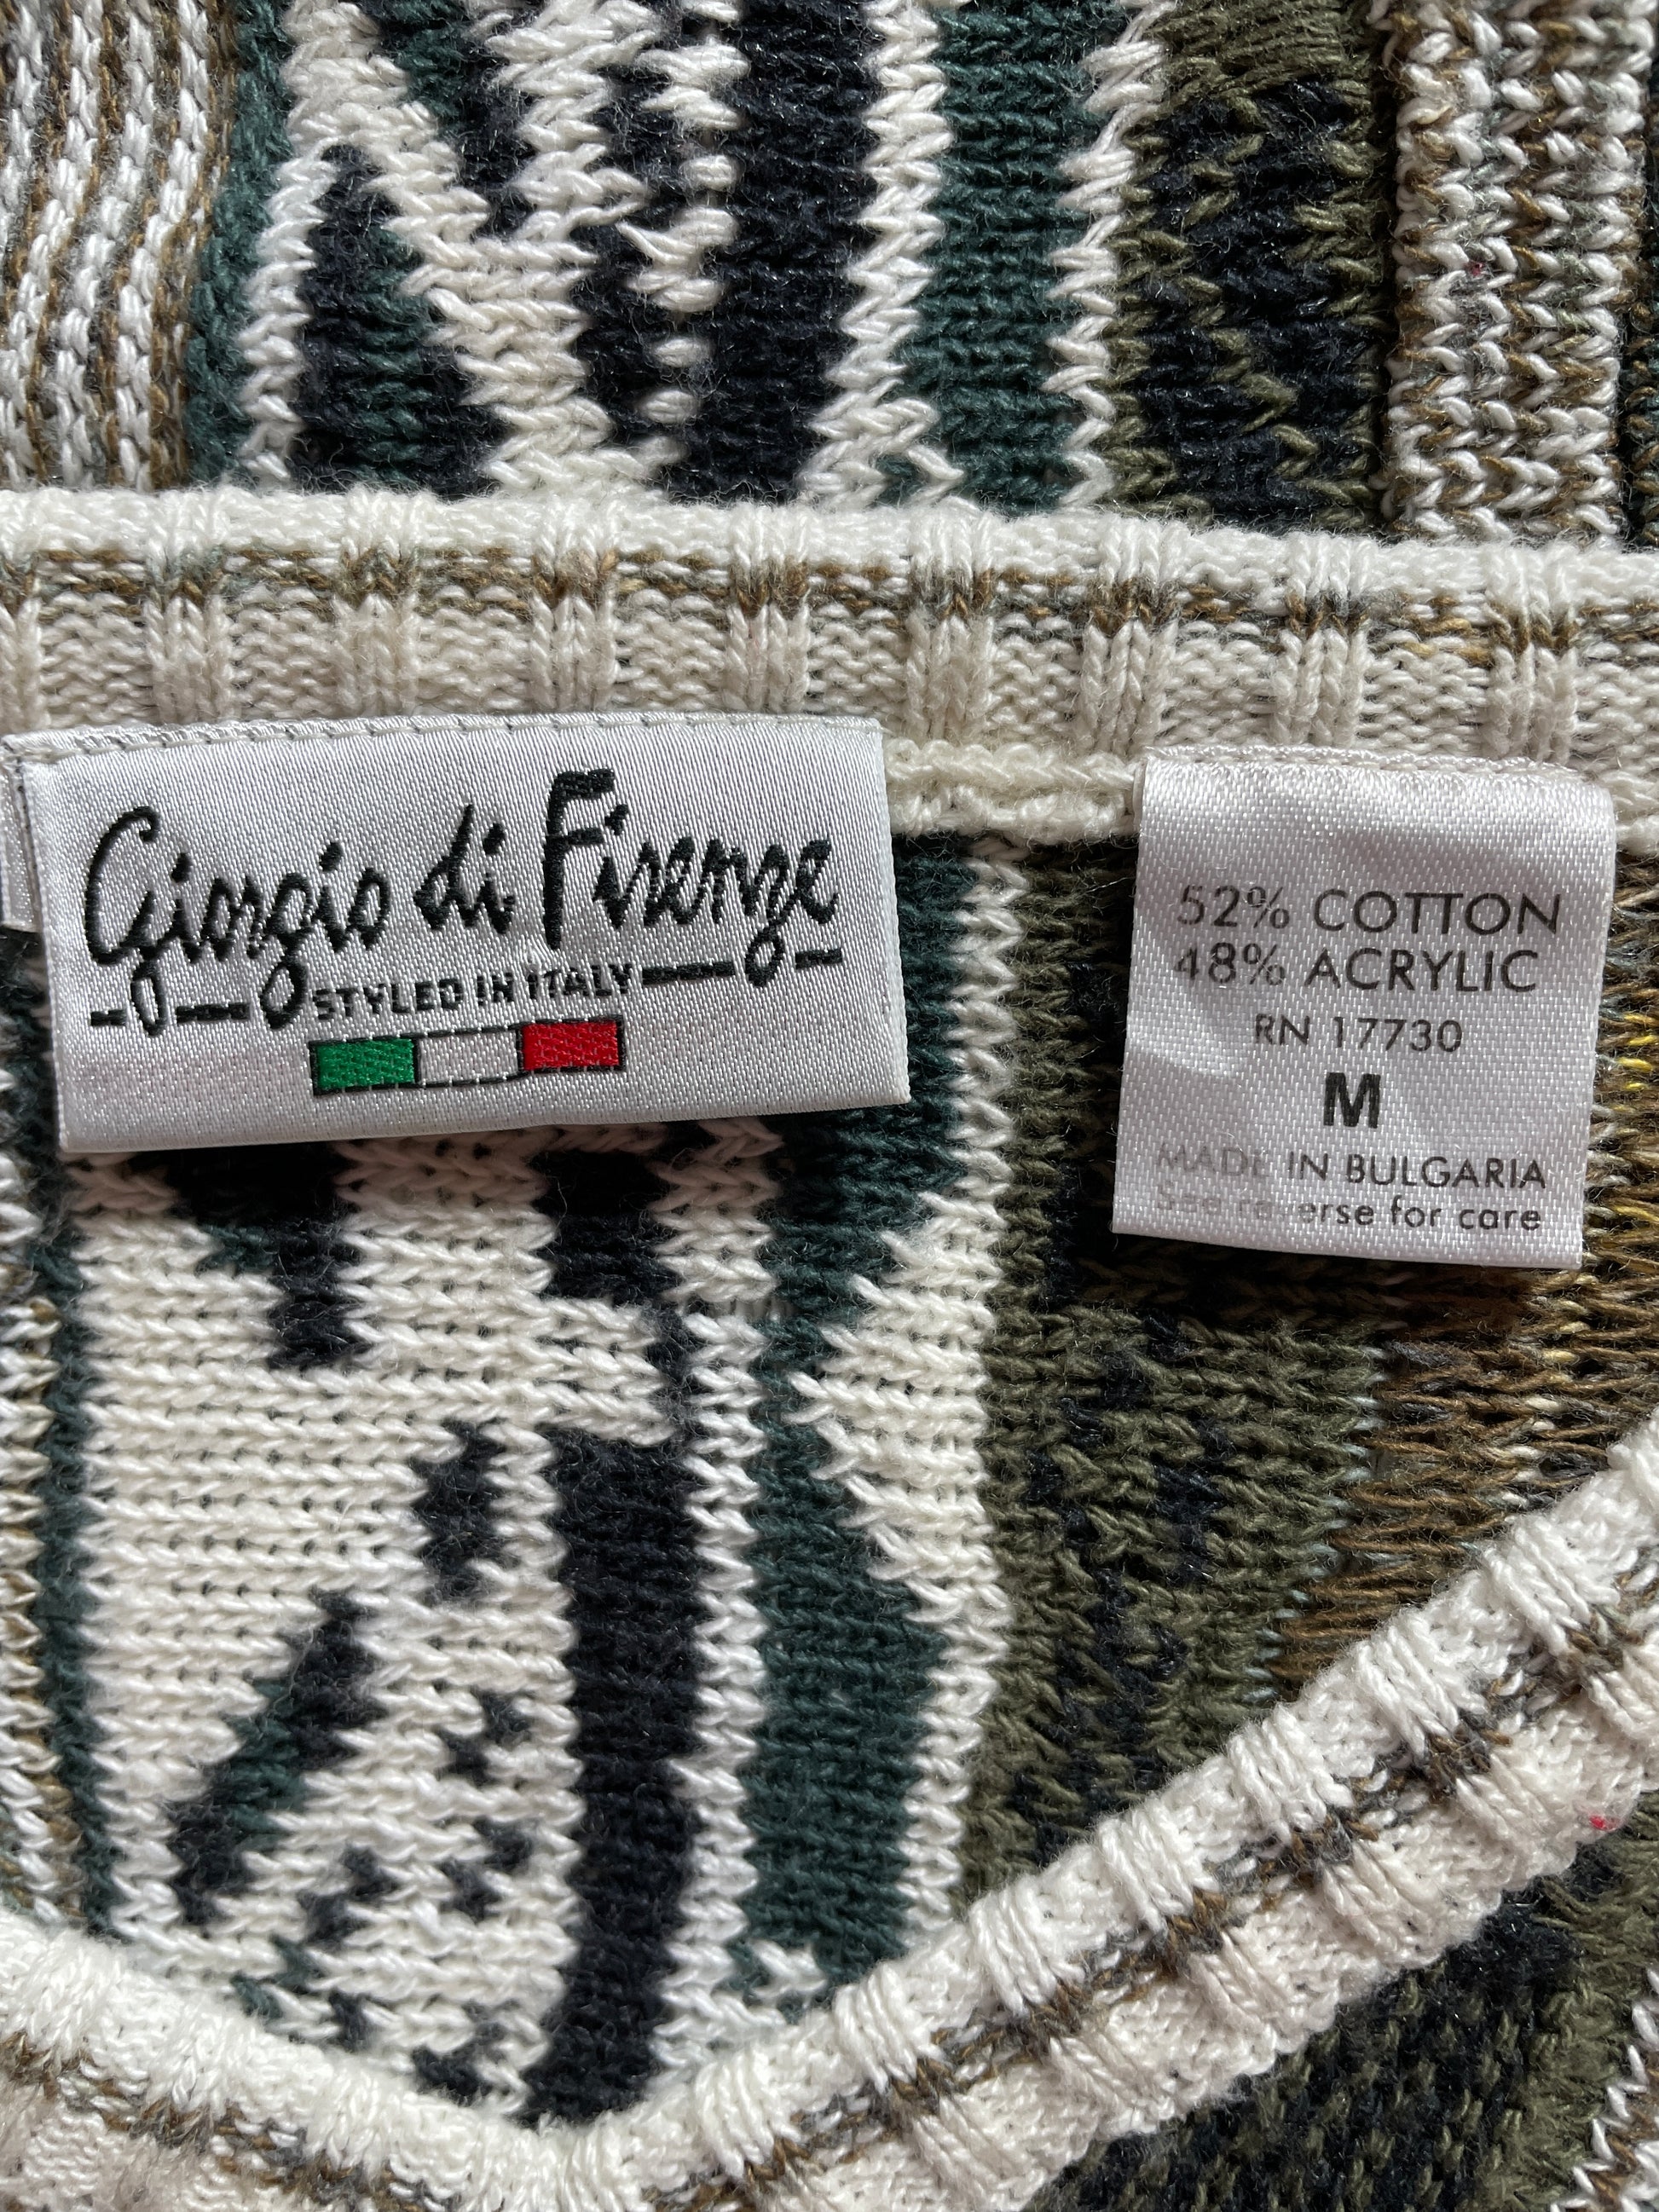 Giorgio di Firenze
STYLED IN ITALY
52% COTTON
48% ACRYLIC
RN 17730
M
MADE IN BULGARIA
See reverse for care